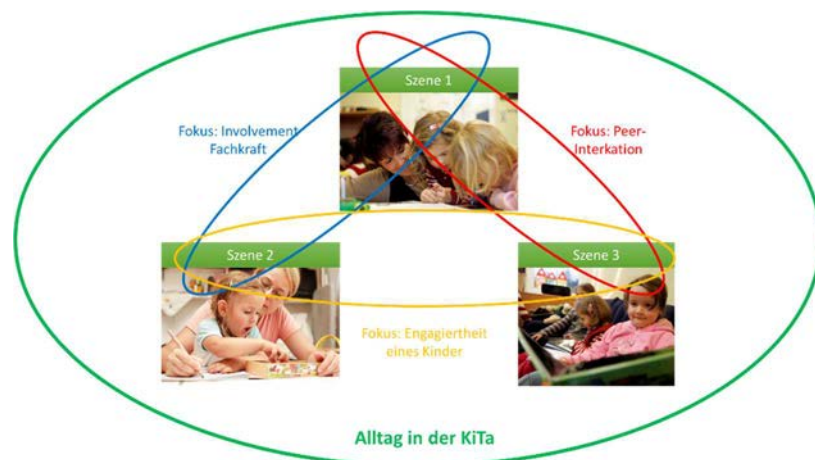 Szene 1
Fokus: Involvement
Fachkraft
Fokus: Peer-
Interkation
Szene 2
Szene 3
Fokus: Engagiertheit
eines Kinder
Alltag in der KiTa